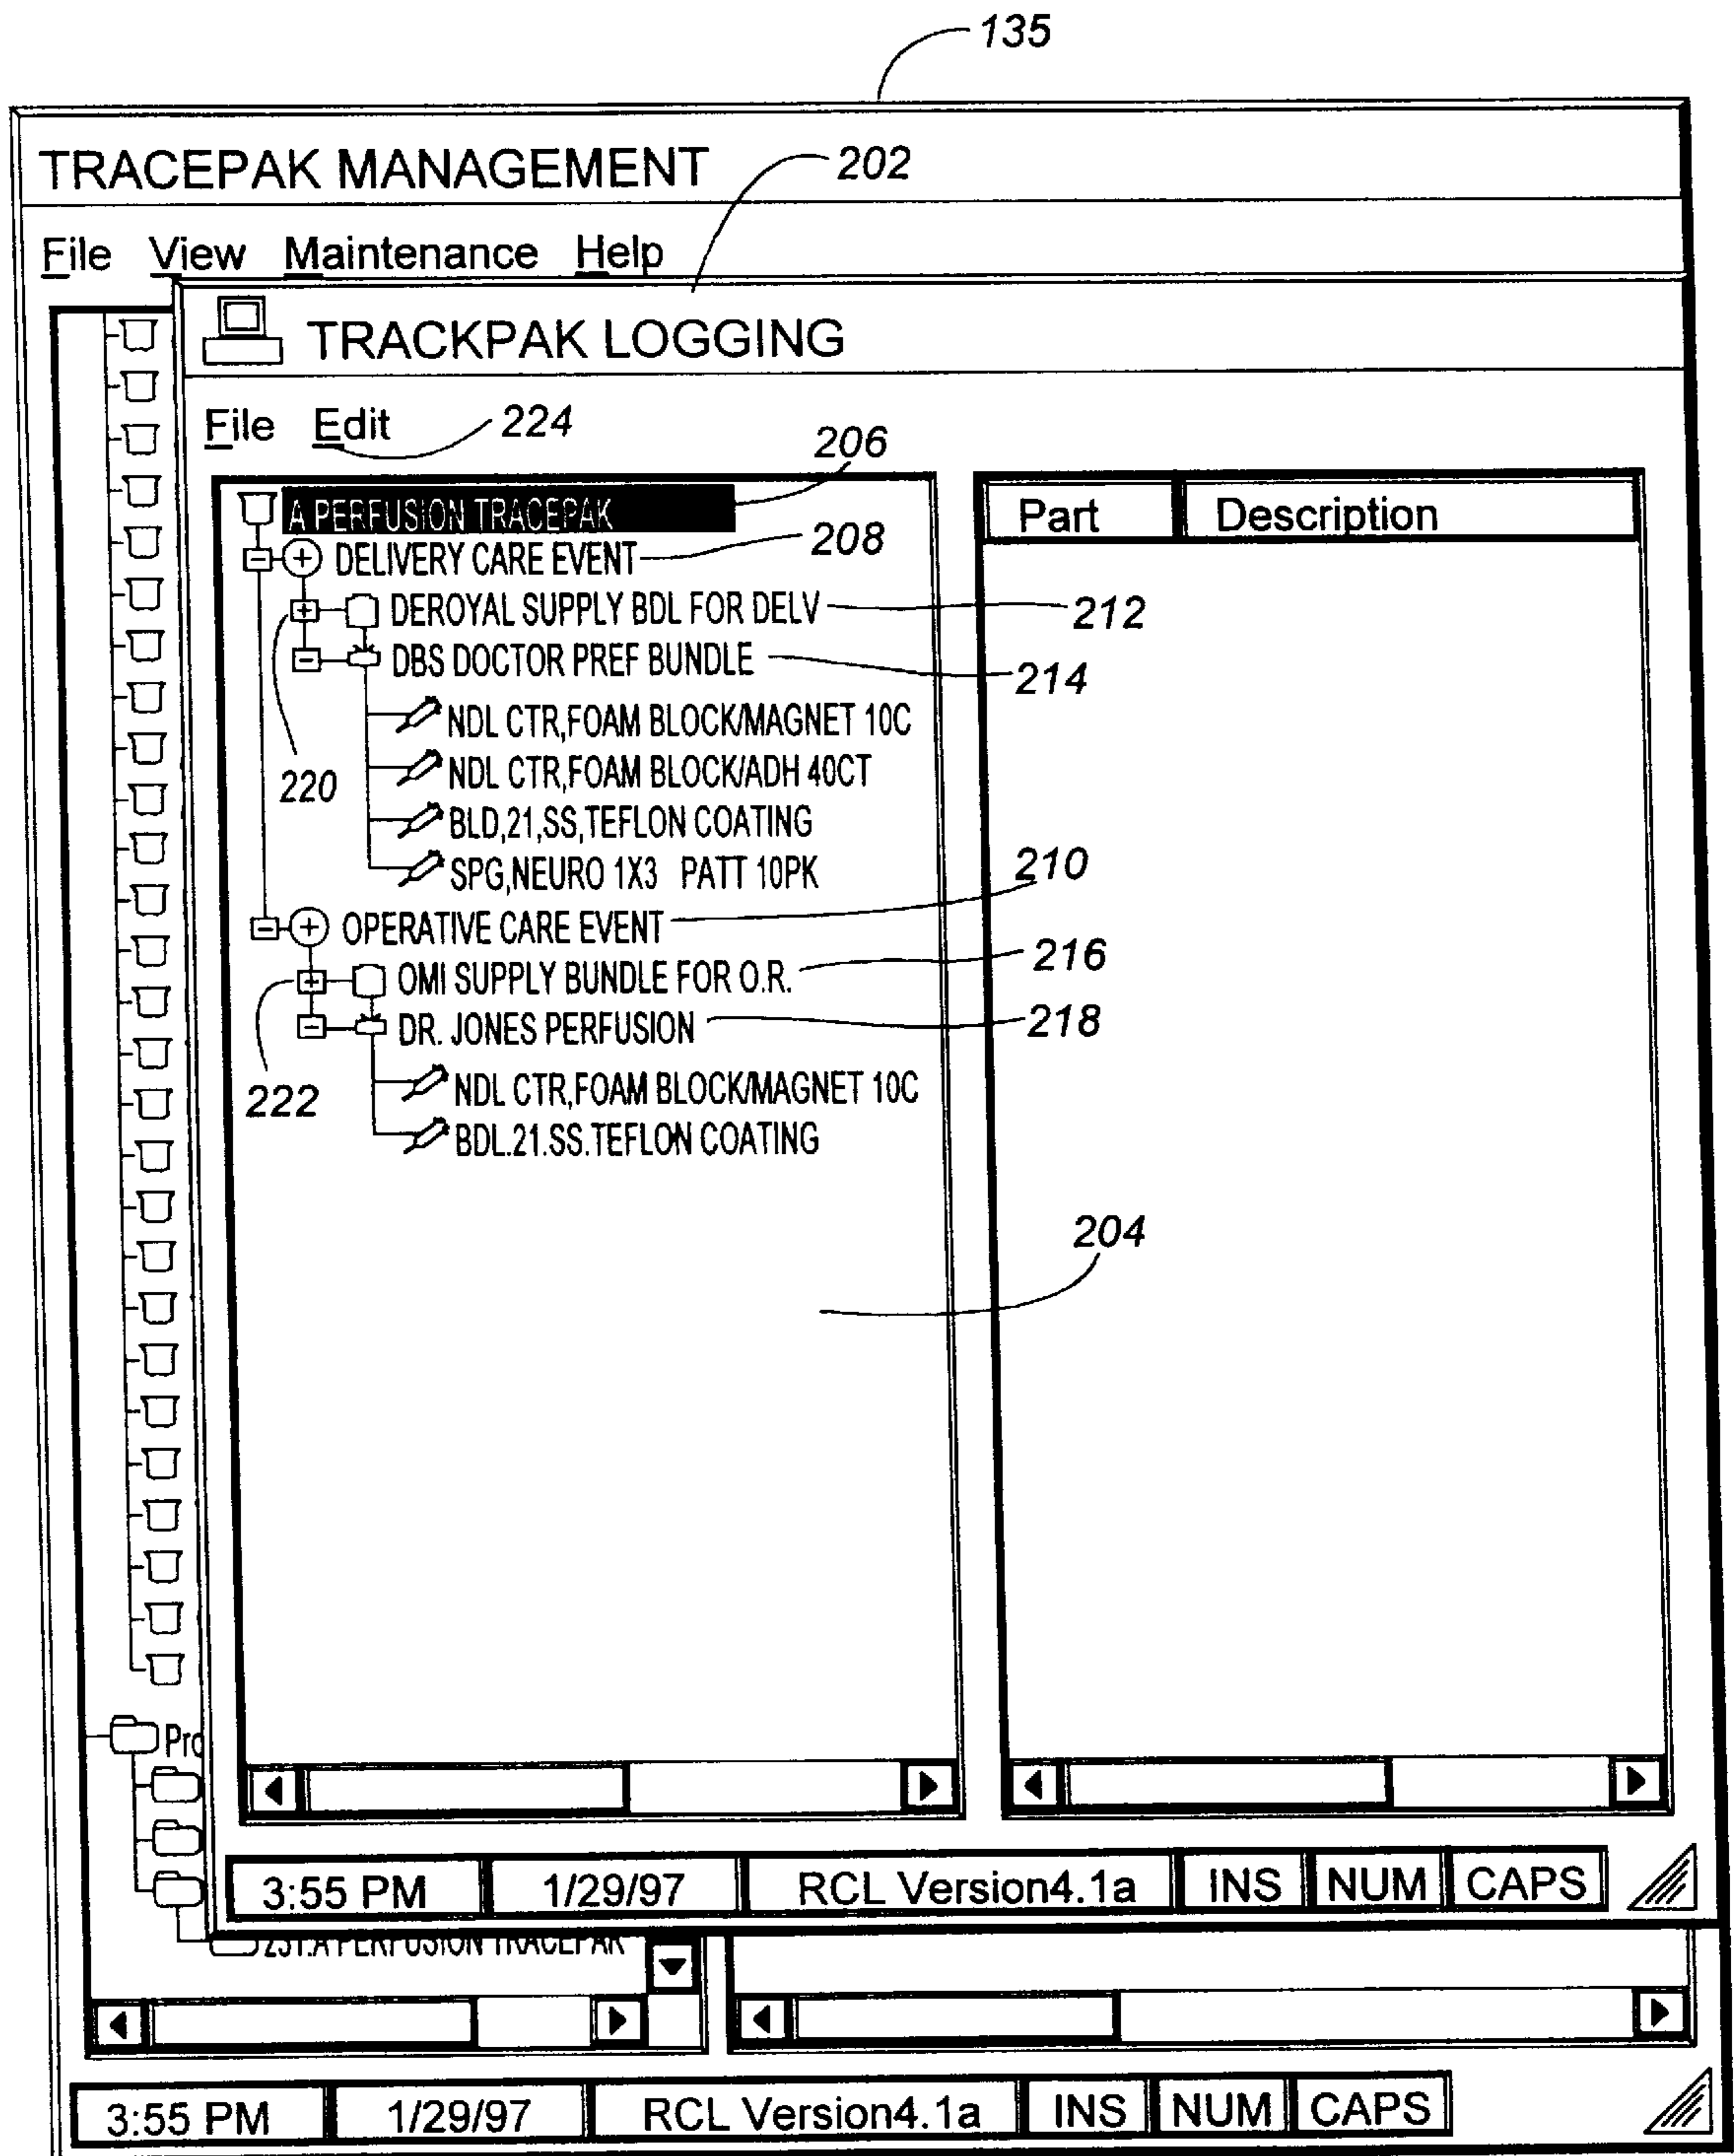 135
TRACEPAK MANAGEMENT
202
File View Maintenance Help
TRACKPAK LOGGING
File Edit
224
206
A PERFUSION TRACEPAK
Part Description
DELIVERY CARE EVENT
208
DEROYAL SUPPLY BDL FOR DELV
212
DBS DOCTOR PREF BUNDLE
214
NDL CTR,FOAM BLOCK/MAGNET 10C
220
NDL CTR,FOAM BLOCK/ADH 40CT
BLD,21,SS,TEFLON COATING
SPG,NEURO 1X3 PATT 10PK
210
OPERATIVE CARE EVENT
OMI SUPPLY BUNDLE FOR O.R.
216
DR. JONES PERFUSION
218
222
NDL CTR,FOAM BLOCK/MAGNET 10C
BDL.21.SS.TEFLON COATING
204
Pro
3:55 PM 1/29/97 RCL Version4.1a INS NUM CAPS
231.A PERFUSION TRACEPAK
3:55 PM 1/29/97 RCL Version4.1a INS NUM CAPS